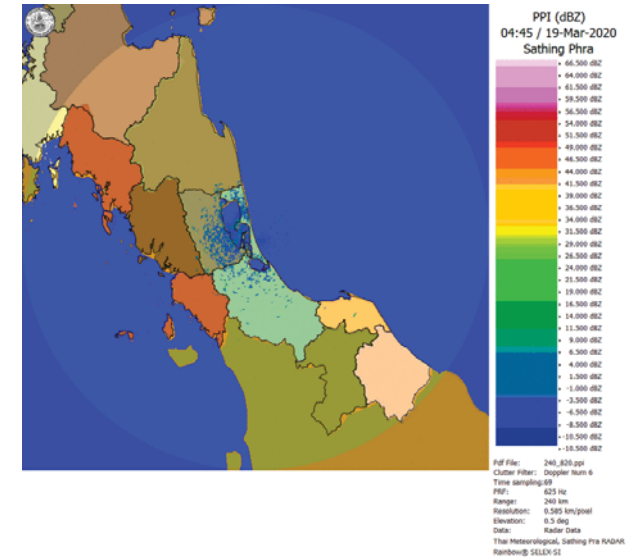 PPI (dBZ)
04:45 / 19-Mar-2020
Sathing Phra
66.500 dBZ
64.000 dBZ
61.500 dBZ
59.500 dBZ
56.500 dBZ
54.000 dBZ
51.500 dBZ
49.000 dBZ
46.500 dBZ
44.000 dBZ
41.500 dBZ
39.000 dBZ
36.500 dBZ
34.000 dBZ
31.500 dBZ
29.000 dBZ
26.500 dBZ
24.000 dBZ
21.500 dBZ
19.000 dBZ
16.500 dBZ
14.000 dBZ
11.500 dBZ
9.000 dBZ
6.500 dBZ
4.000 dBZ
1.500 dBZ
-1.000 dBZ
-3.500 dBZ
-6.500 dBZ
-8.500 dBZ
-10.500 dBZ
-10.500 dBZ
Pdf File: 240_820.ppi
Clutter Filter: Doppler Num 6
Time sampling:69
PRF: 625 Hz
Range: 240 km
Resolution: 0.585 km/pixel
Elevation: 0.5 deg
Data: Radar Data
Thai Meteorological, Sathing Pra RADAR
Rainbow® SELEX-SI